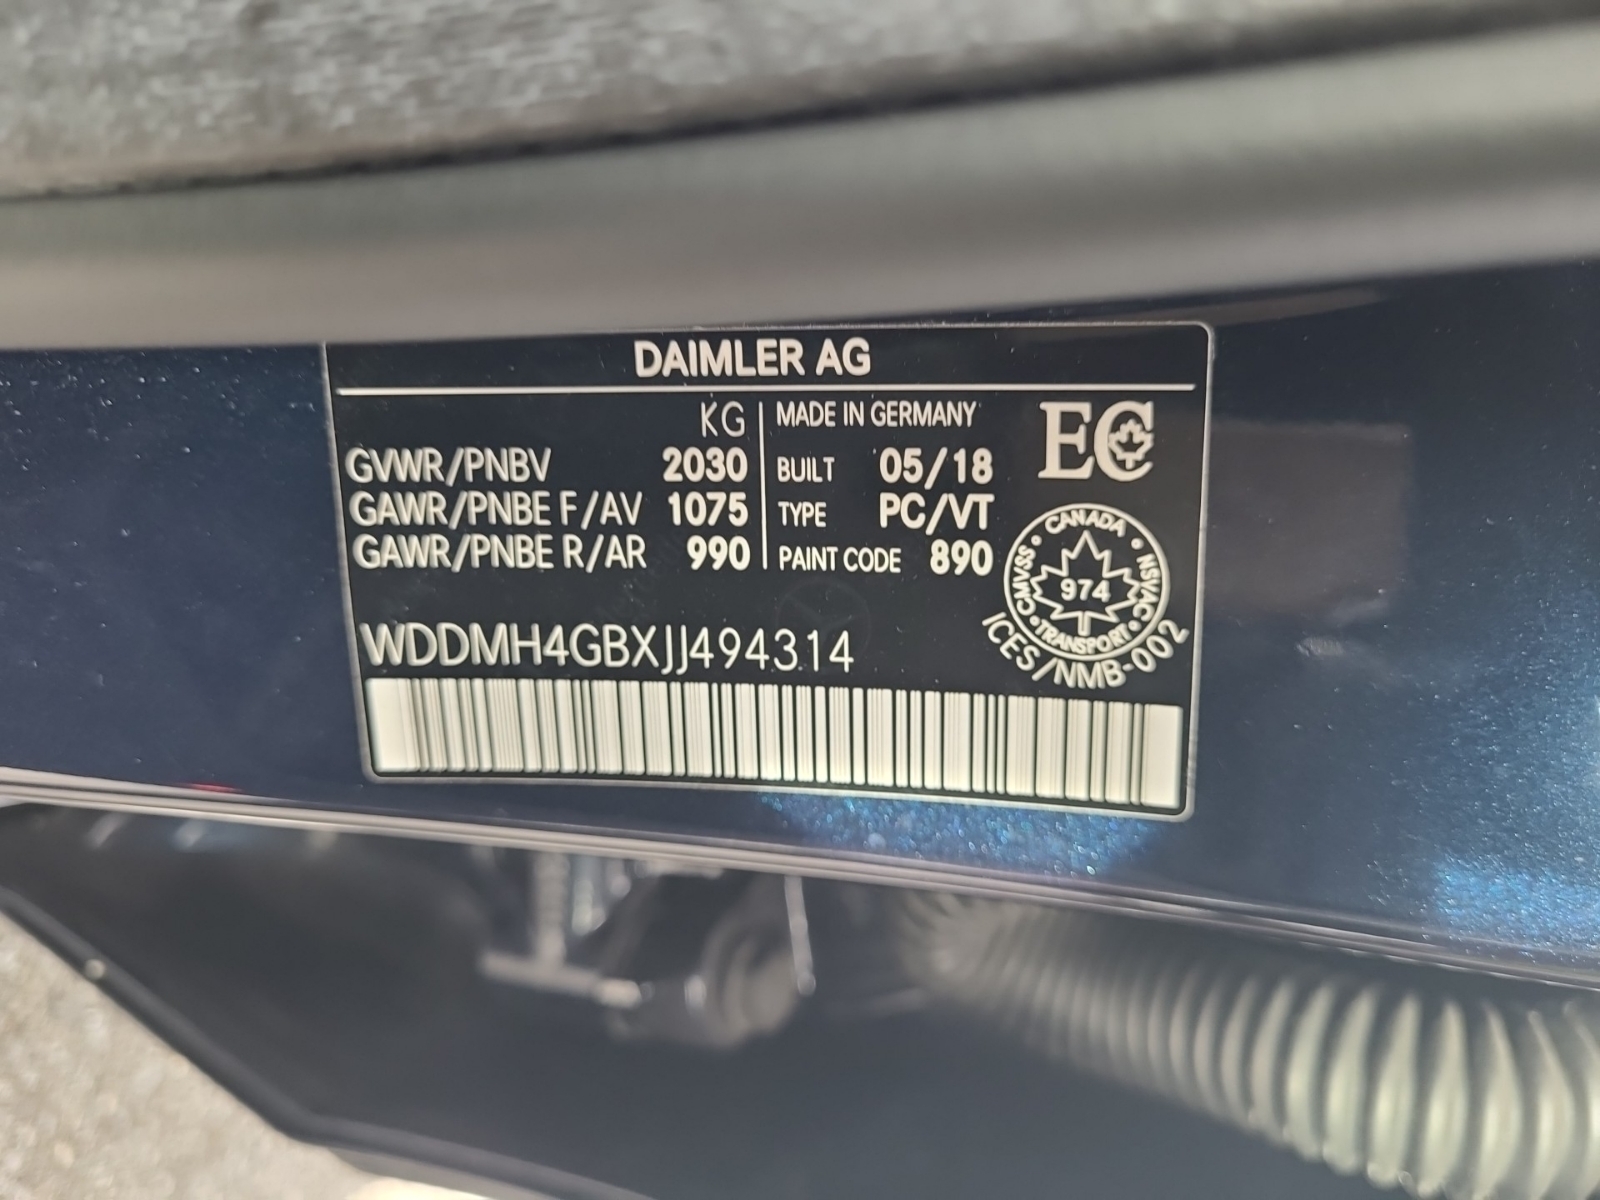 DAIMLER AG
KG
GVWR/PNBV 2030
GAWR/PNBE F/AV 1075
GAWR/PNBE R/AR 990
MADE IN GERMANY
BUILT 05/18
TYPE PC/VT
PAINT CODE 890
EC
CANADA • NSVAC • TRANSPORT • CMVSS •
974
ICES/NMB-002
WDDMH4GBXJJ494314